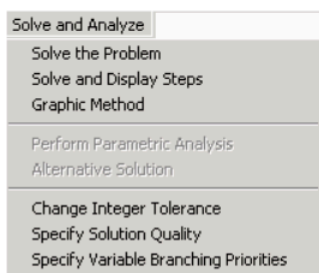 Solve and Analyze
Solve the Problem
Solve and Display Steps
Graphic Method
Perform Parametric Analysis
Alternative Solution
Change Integer Tolerance
Specify Solution Quality
Specify Variable Branching Priorities